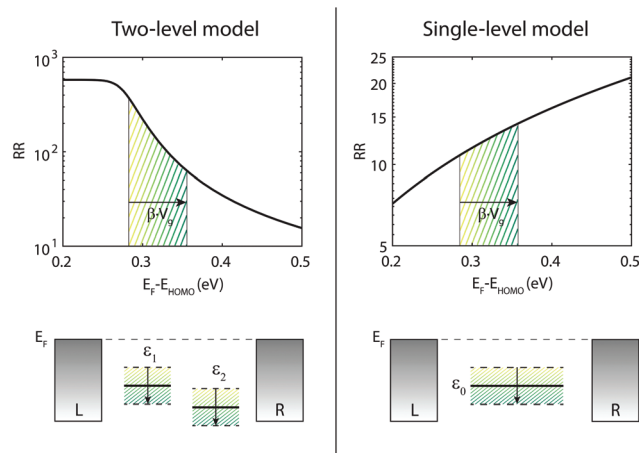 Two-level model
Single-level model
RR
10³
10²
10¹
β·V_g
0.2 0.3 0.4 0.5
E_F-E_HOMO (eV)
RR
25
20
15
10
5
β·V_g
0.2 0.3 0.4 0.5
E_F-E_HOMO (eV)
E_F
ε₁
ε₂
L
R
E_F
ε₀
L
R